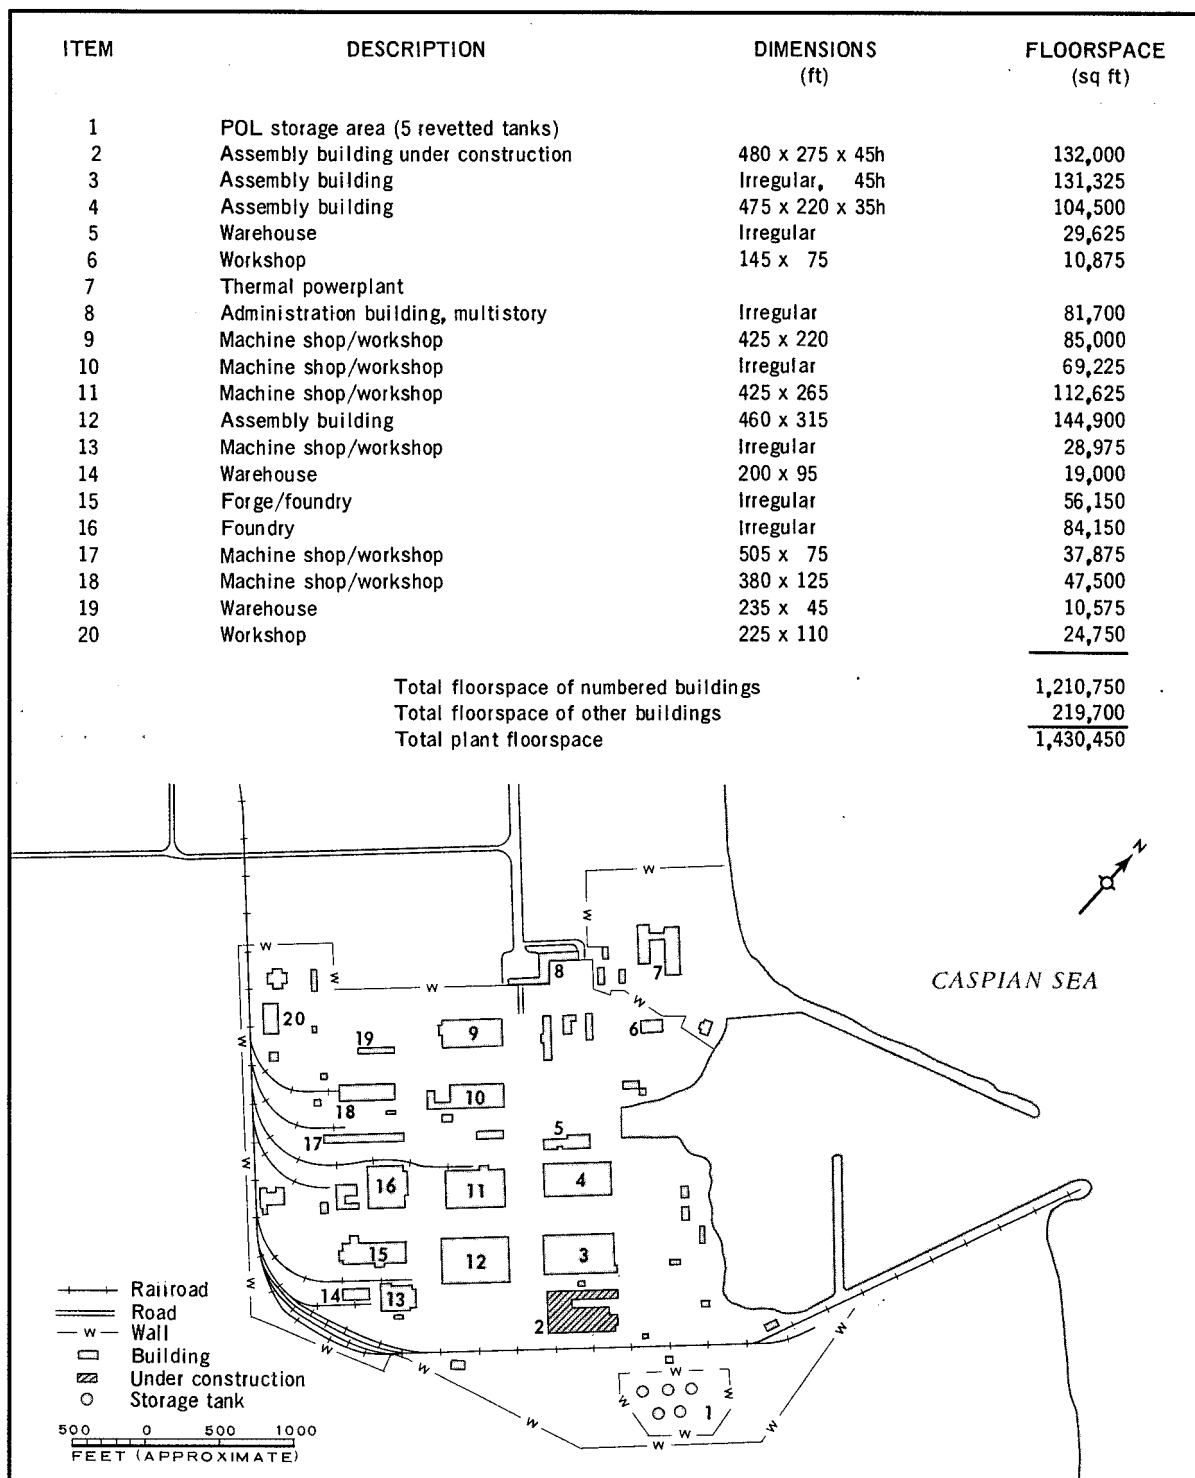 ITEM DESCRIPTION DIMENSIONS FLOORSPACE
(ft) (sq ft)
1 POL storage area (5 revetted tanks)
2 Assembly building under construction 480 x 275 x 45h 132,000
3 Assembly building Irregular, 45h 131,325
4 Assembly building 475 x 220 x 35h 104,500
5 Warehouse Irregular 29,625
6 Workshop 145 x 75 10,875
7 Thermal powerplant
8 Administration building, multistory Irregular 81,700
9 Machine shop/workshop 425 x 220 85,000
10 Machine shop/workshop Irregular 69,225
11 Machine shop/workshop 425 x 265 112,625
12 Assembly building 460 x 315 144,900
13 Machine shop/workshop Irregular 28,975
14 Warehouse 200 x 95 19,000
15 Forge/foundry Irregular 56,150
16 Foundry Irregular 84,150
17 Machine shop/workshop 505 x 75 37,875
18 Machine shop/workshop 380 x 125 47,500
19 Warehouse 235 x 45 10,575
20 Workshop 225 x 110 24,750
Total floorspace of numbered buildings 1,210,750
Total floorspace of other buildings 219,700
Total plant floorspace 1,430,450
N
W
W
W
W
8
7
CASPIAN SEA
W
W
W
20
9
6
W
19
10
18
5
17
W
16
11
4
W
15
12
3
W
14
13
2
Railroad
Road
W Wall
Building
Under construction
Storage tank
W
W
W
W
W
W
1
W
W
W
W
500 0 500 1000
FEET (APPROXIMATE)